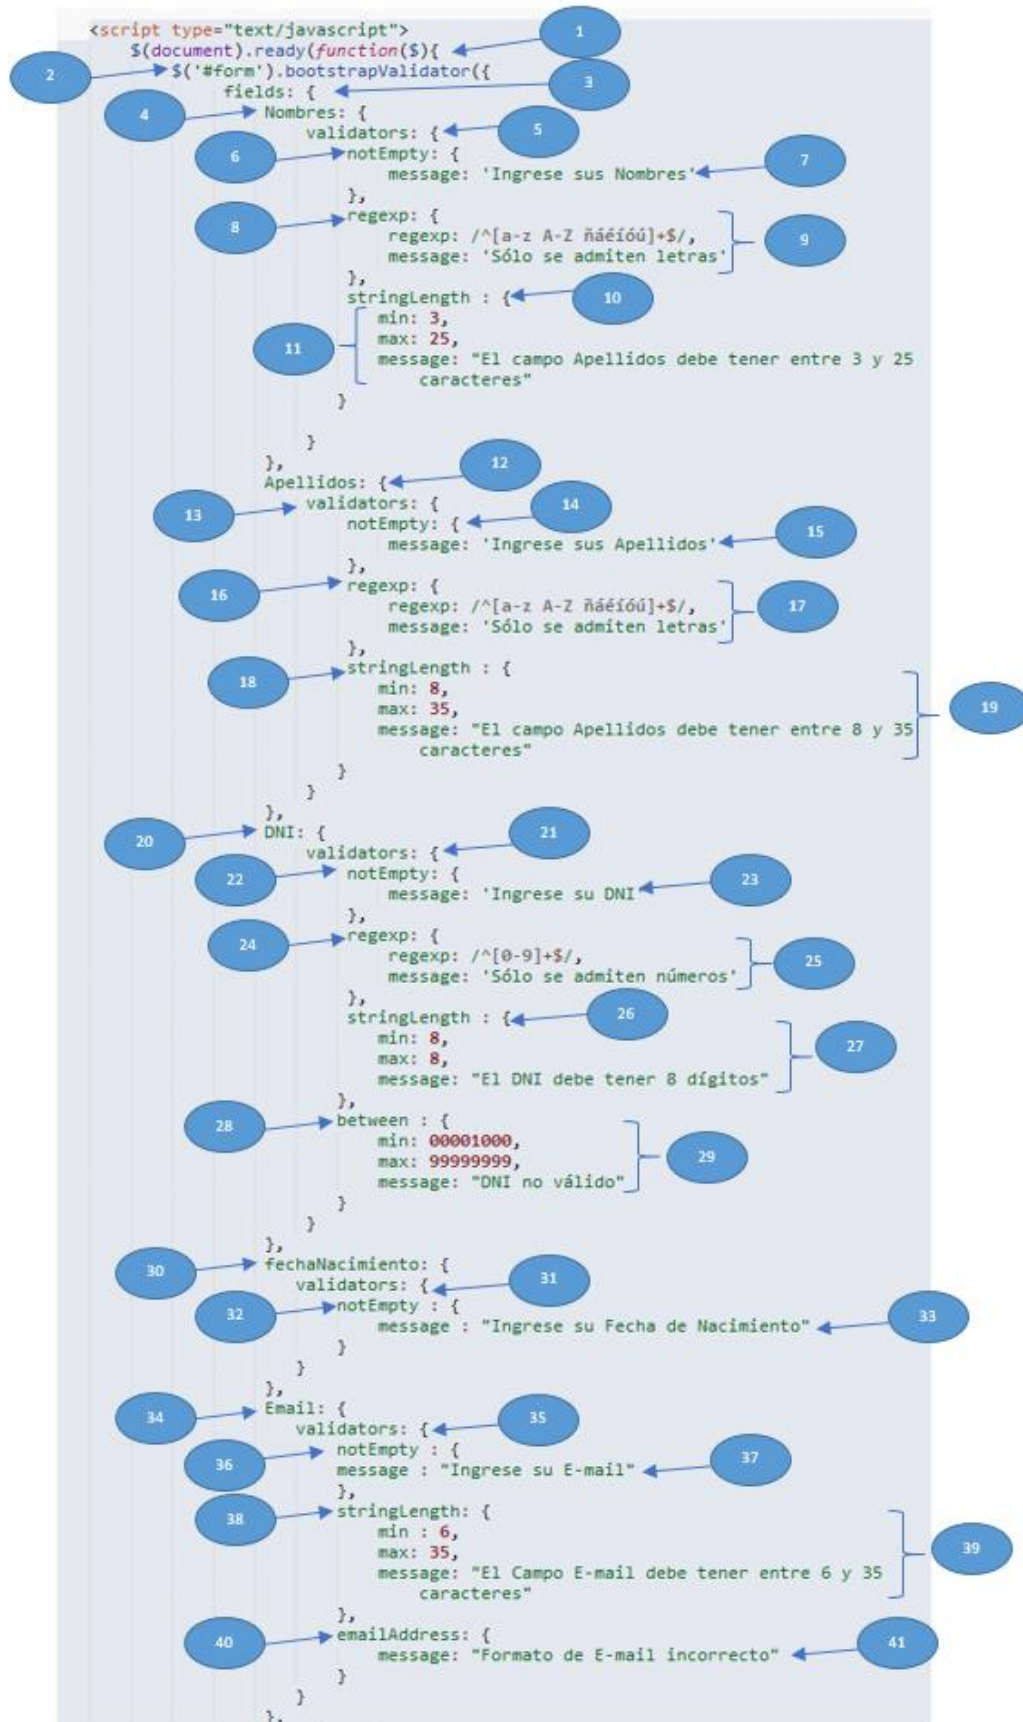 <script type="text/javascript">
1
$(document).ready(function($){
2
$('#form').bootstrapValidator({
3
fields: {
4
Nombres: {
5
validators: {
6
notEmpty: {
7
message: 'Ingrese sus Nombres'
},
8
regexp: {
regexp: /^[a-z A-Z ñáéíóú]+$/,
9
message: 'Sólo se admiten letras'
},
10
stringLength : {
min: 3,
11
max: 25,
message: "El campo Apellidos debe tener entre 3 y 25
caracteres"
}
}
},
12
Apellidos: {
13
validators: {
14
notEmpty: {
15
message: 'Ingrese sus Apellidos'
},
16
regexp: {
regexp: /^[a-z A-Z ñáéíóú]+$/,
17
message: 'Sólo se admiten letras'
},
18
stringLength : {
min: 8,
19
max: 35,
message: "El campo Apellidos debe tener entre 8 y 35
caracteres"
}
}
},
20
DNI: {
21
validators: {
22
notEmpty: {
23
message: 'Ingrese su DNI'
},
24
regexp: {
regexp: /^[0-9]+$/,
25
message: 'Sólo se admiten números'
},
26
stringLength : {
min: 8,
27
max: 8,
message: "El DNI debe tener 8 dígitos"
},
28
between : {
min: 00001000,
29
max: 99999999,
message: "DNI no válido"
}
}
},
30
fechaNacimiento: {
31
validators: {
32
notEmpty : {
33
message : "Ingrese su Fecha de Nacimiento"
}
}
},
34
Email: {
35
validators: {
36
notEmpty : {
37
message : "Ingrese su E-mail"
},
38
stringLength: {
min : 6,
39
max: 35,
message: "El Campo E-mail debe tener entre 6 y 35
caracteres"
},
40
emailAddress: {
41
message: "Formato de E-mail incorrecto"
}
}
},